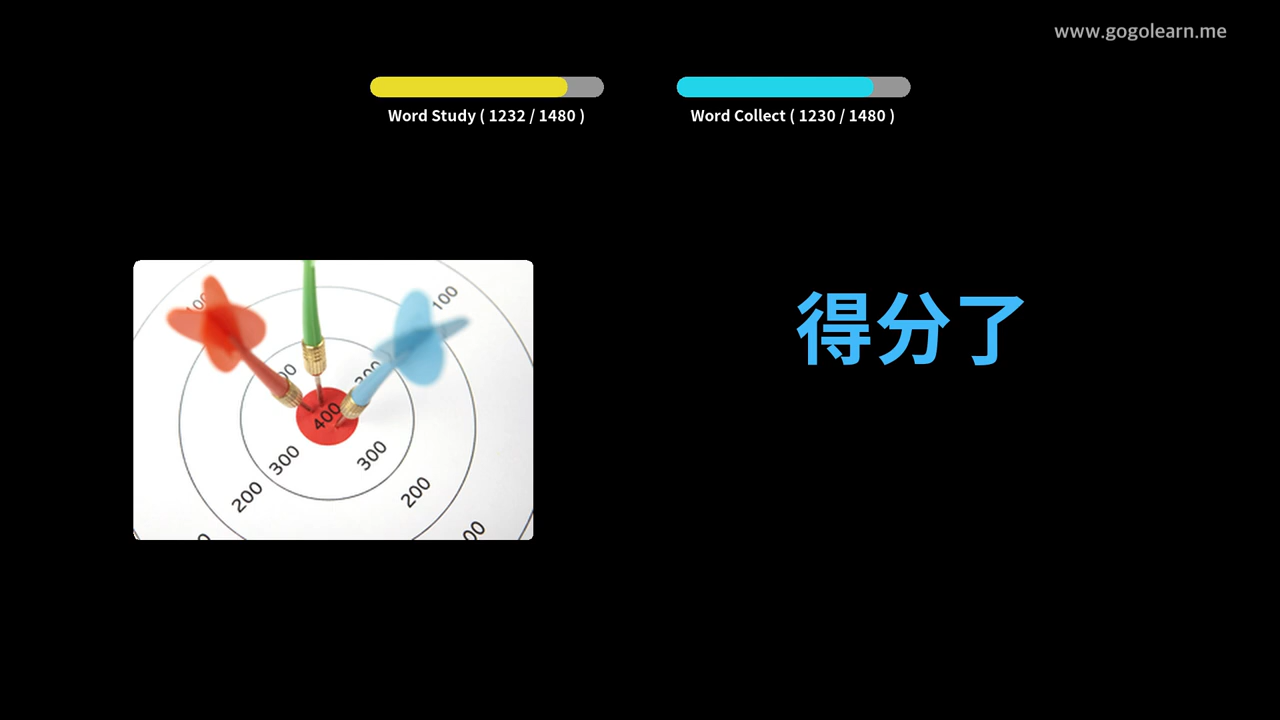 www.gogolearn.me
Word Study ( 1232 / 1480 )
Word Collect ( 1230 / 1480 )
得分了
100
100
200
400
300
300
200
200